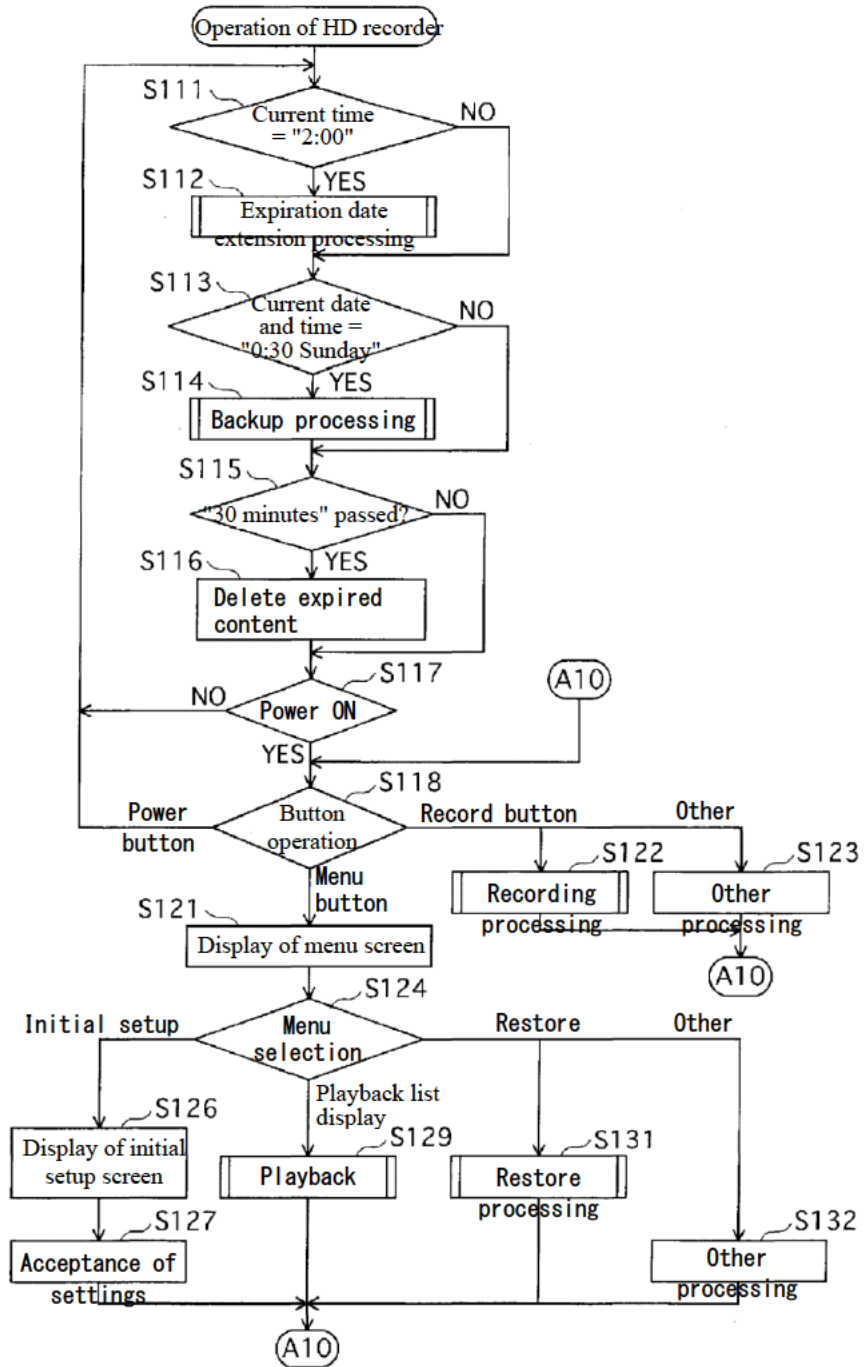 Operation of HD recorder
S111
Current time
= "2:00"
NO
YES
S112
Expiration date
extension processing
S113
Current date
and time =
"0:30 Sunday"
NO
YES
S114
Backup processing
S115
"30 minutes" passed?
NO
YES
S116
Delete expired
content
S117
A10
NO
Power ON
YES
S118
Power
button
Button
operation
Record button
Other
Menu
button
S122
Recording
processing
S123
Other
processing
A10
S121
Display of menu screen
S124
Initial setup
Menu
selection
Restore
Other
Playback list
display
S126
Display of initial
setup screen
S129
Playback
S131
Restore
processing
S127
Acceptance of
settings
S132
Other
processing
A10